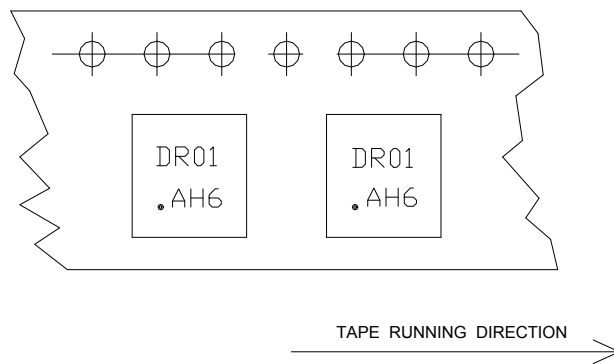 DR01
AH6
DR01
AH6
TAPE RUNNING DIRECTION